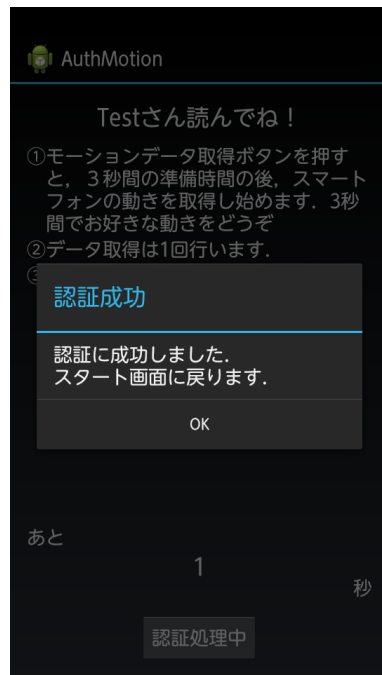 AuthMotion
Testさん読んでね！
①モーションデータ取得ボタンを押す
と，３秒間の準備時間の後，スマート
フォンの動きを取得し始めます．3秒
間でお好きな動きをどうぞ
②データ取得は1回行います．
③
認証成功
認証に成功しました．
スタート画面に戻ります．
OK
あと
1
秒
認証処理中